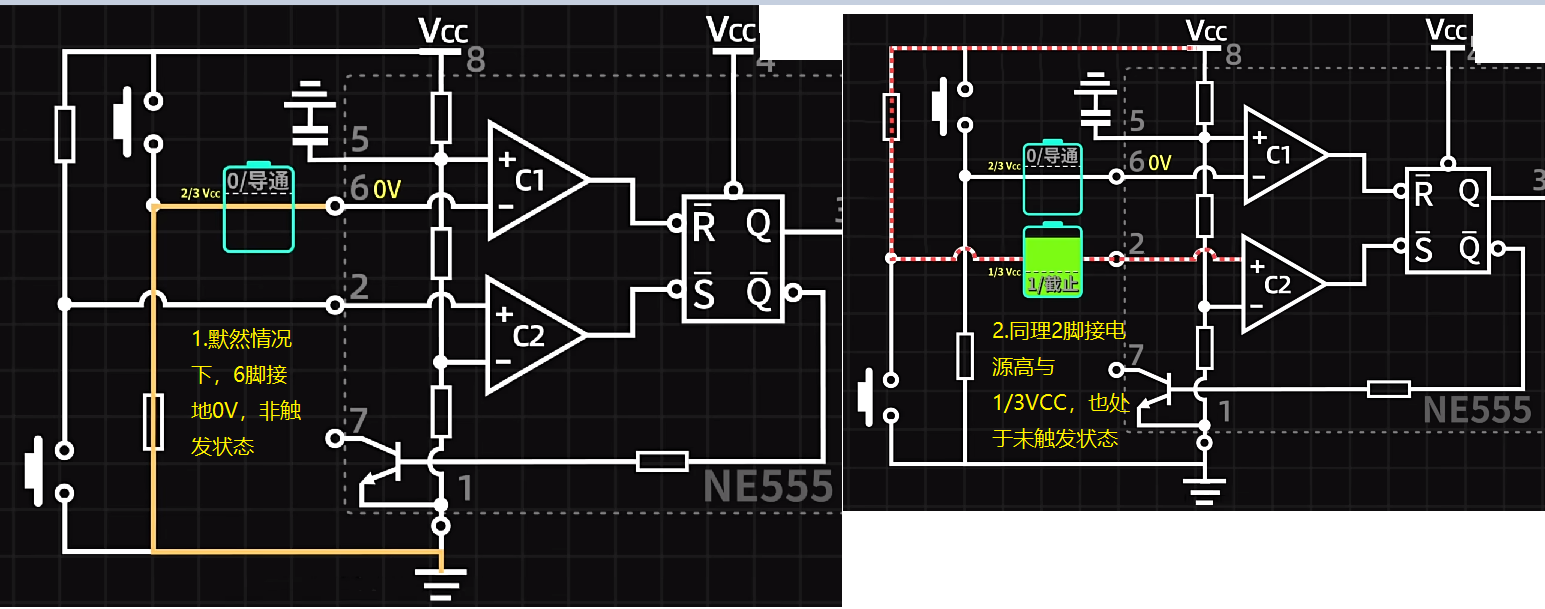 Vcc
8
Vcc
4
5
0/导通
2/3 Vcc
6
0V
+
C1
−
R̅
Q
3
2
S̅
Q̅
+
C2
−
1.默然情况
下，6脚接
地0V，非触
发状态
7
1
NE555
Vcc
8
Vcc
4
5
0/导通
2/3 Vcc
6
0V
+
C1
−
R̅
Q
3
2
1/3 Vcc
1/截止
S̅
Q̅
+
C2
−
2.同理2脚接电
源高与
1/3VCC，也处
于未触发状态
7
1
NE555